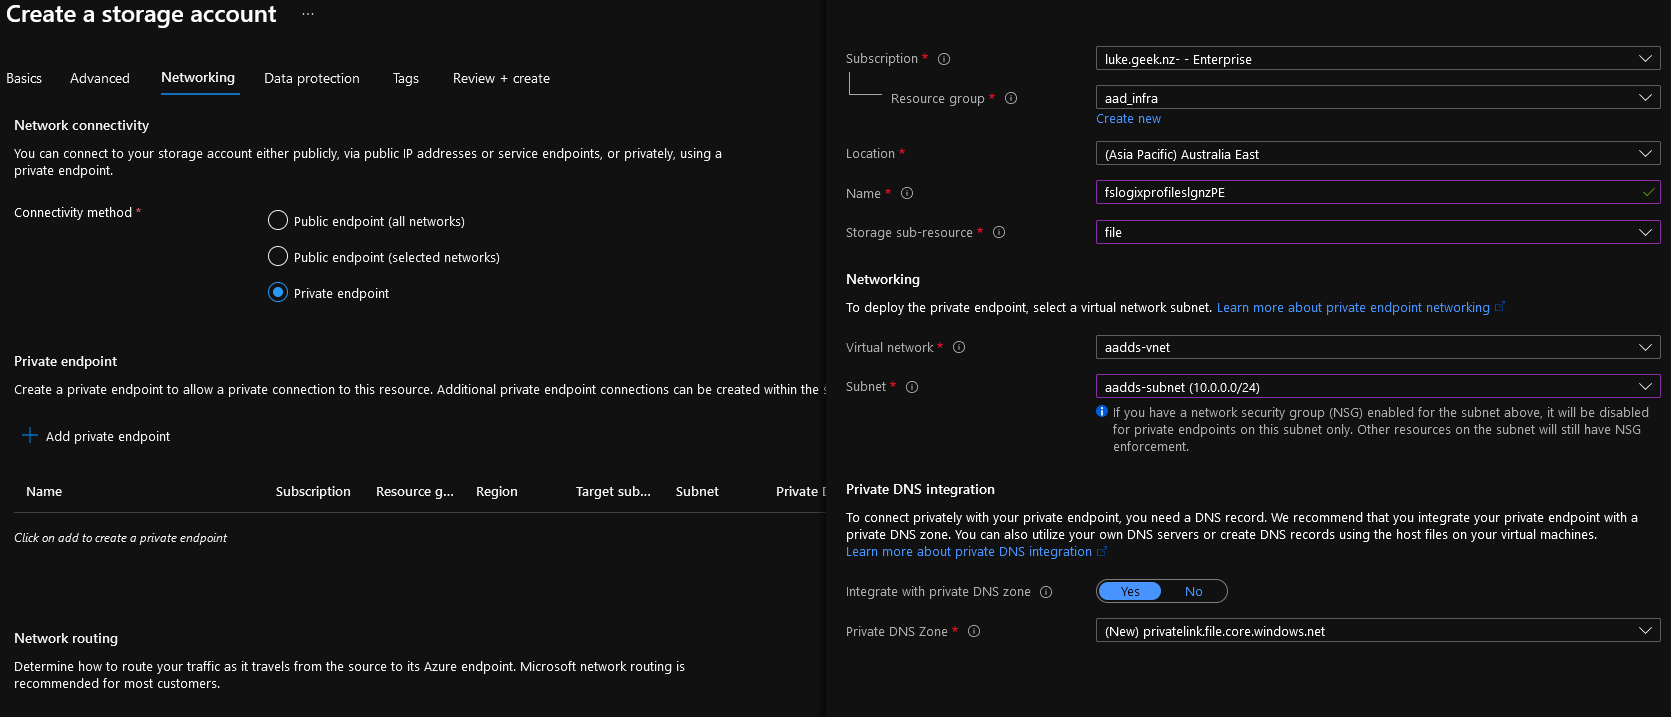 Create a storage account ...
Basics Advanced Networking Data protection Tags Review + create
Network connectivity
You can connect to your storage account either publicly, via public IP addresses or service endpoints, or privately, using a
private endpoint.
Connectivity method *
Public endpoint (all networks)
Public endpoint (selected networks)
Private endpoint
Private endpoint
Create a private endpoint to allow a private connection to this resource. Additional private endpoint connections can be created within the s
Add private endpoint
Name Subscription Resource g... Region Target sub... Subnet Private D
Click on add to create a private endpoint
Network routing
Determine how to route your traffic as it travels from the source to its Azure endpoint. Microsoft network routing is
recommended for most customers.
Subscription * luke.geek.nz- - Enterprise
Resource group * aad_infra
Create new
Location * (Asia Pacific) Australia East
Name * fslogixprofileslgnzPE
Storage sub-resource * file
Networking
To deploy the private endpoint, select a virtual network subnet. Learn more about private endpoint networking
Virtual network * aadds-vnet
Subnet * aadds-subnet (10.0.0.0/24)
If you have a network security group (NSG) enabled for the subnet above, it will be disabled
for private endpoints on this subnet only. Other resources on the subnet will still have NSG
enforcement.
Private DNS integration
To connect privately with your private endpoint, you need a DNS record. We recommend that you integrate your private endpoint with a
private DNS zone. You can also utilize your own DNS servers or create DNS records using the host files on your virtual machines.
Learn more about private DNS integration
Integrate with private DNS zone Yes No
Private DNS Zone * (New) privatelink.file.core.windows.net